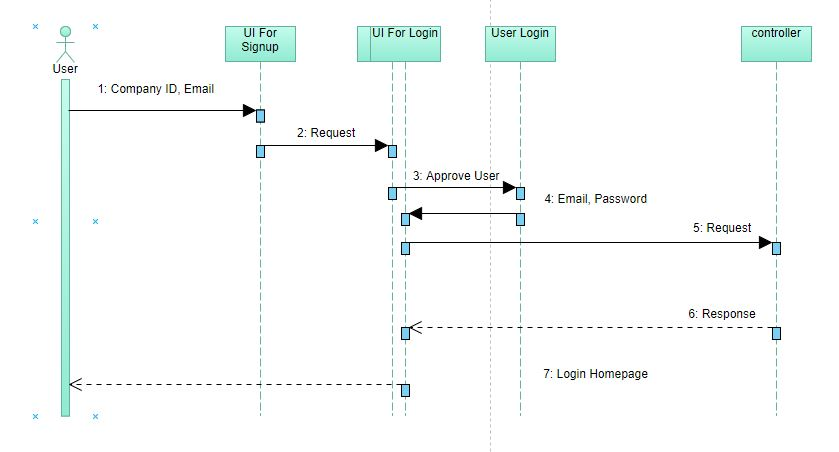 UI For
Signup
UI For Login
User Login
controller
User
1: Company ID, Email
2: Request
3: Approve User
4: Email, Password
5: Request
6: Response
7: Login Homepage